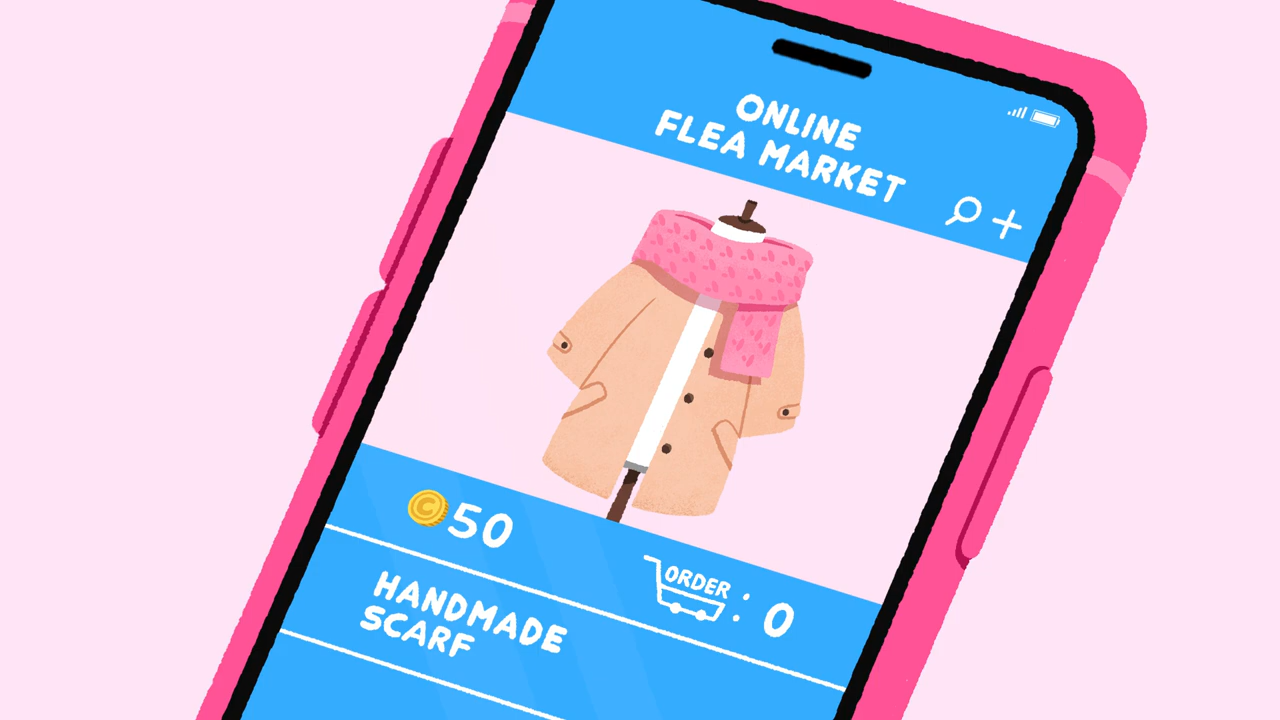 ONLINE
FLEA MARKET
C 50
ORDER : 0
HANDMADE
SCARF